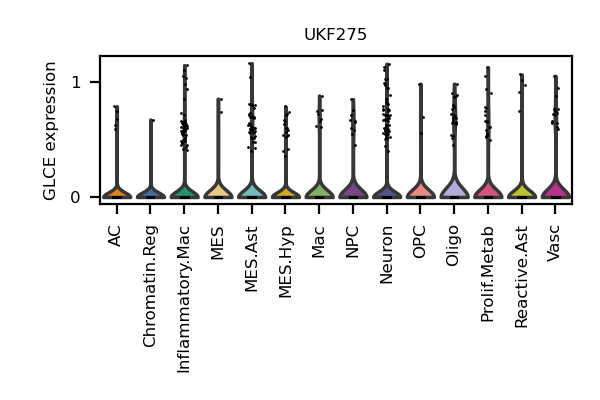 UKF275
GLCE expression
1
0
AC
Chromatin.Reg
Inflammatory.Mac
MES
MES.Ast
MES.Hyp
Mac
NPC
Neuron
OPC
Oligo
Prolif.Metab
Reactive.Ast
Vasc